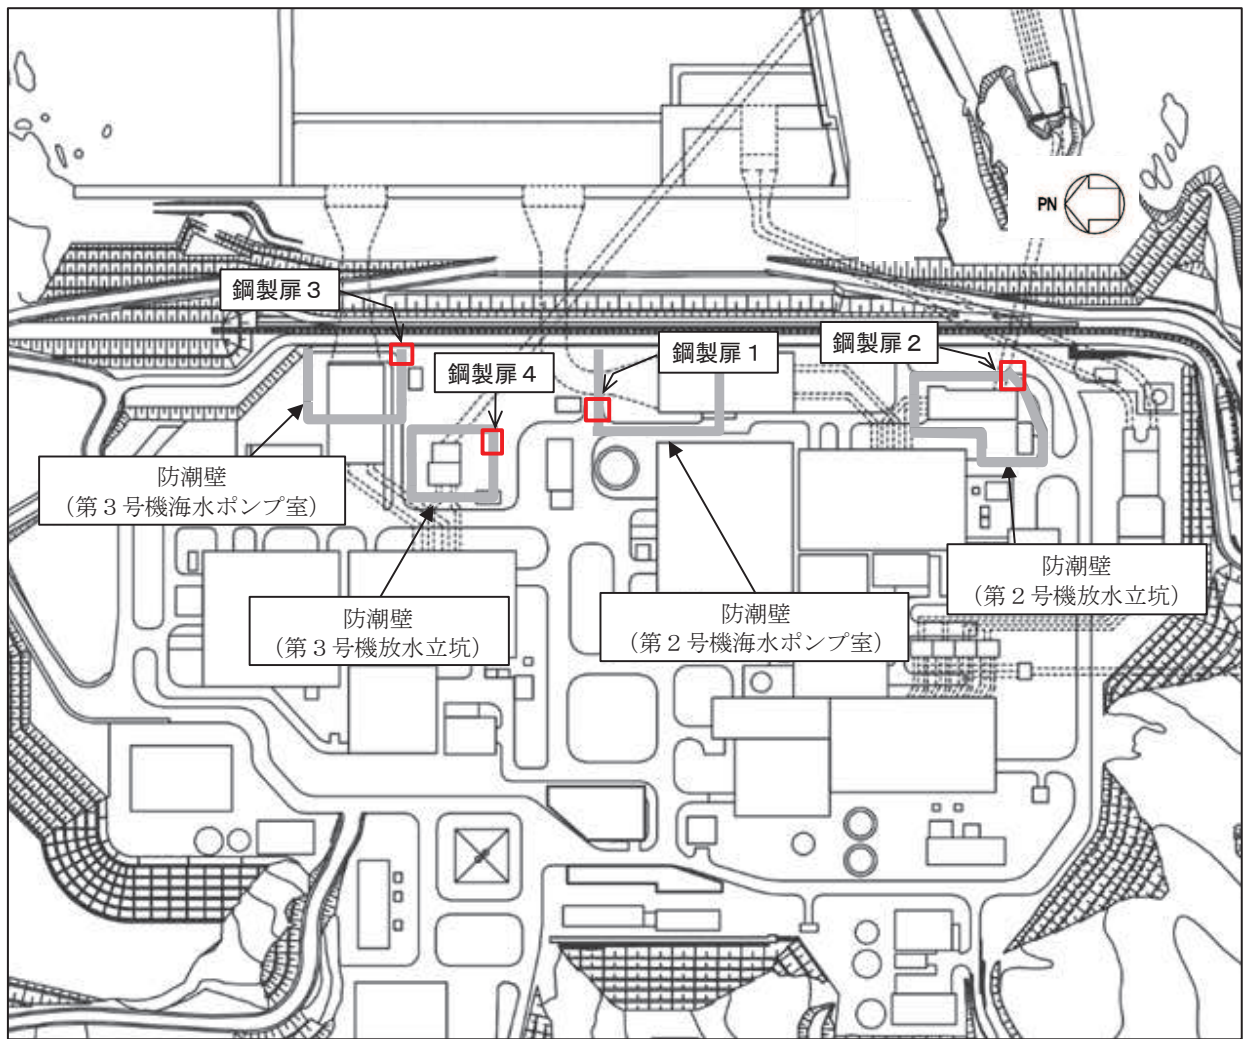 PN
鋼製扉３
鋼製扉１
鋼製扉２
鋼製扉４
防潮壁
（第３号機海水ポンプ室）
防潮壁
（第３号機放水立坑）
防潮壁
（第２号機海水ポンプ室）
防潮壁
（第２号機放水立坑）